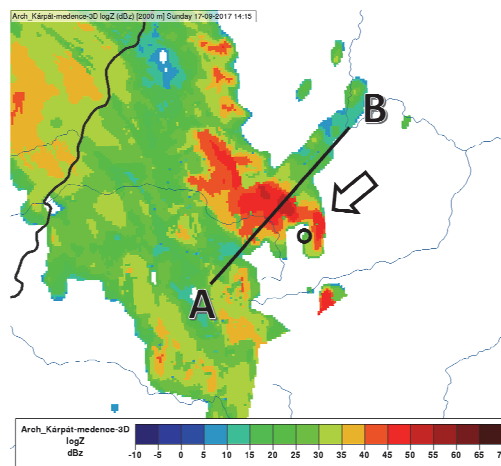 Arch_Kárpát-medence-3D logZ (dBz) [2000 m] Sunday 17-09-2017 14:15
B
A
Arch_Kárpát-medence-3D
logZ
dBz
-10 -5 0 5 10 15 20 25 30 35 40 45 50 55 60 65